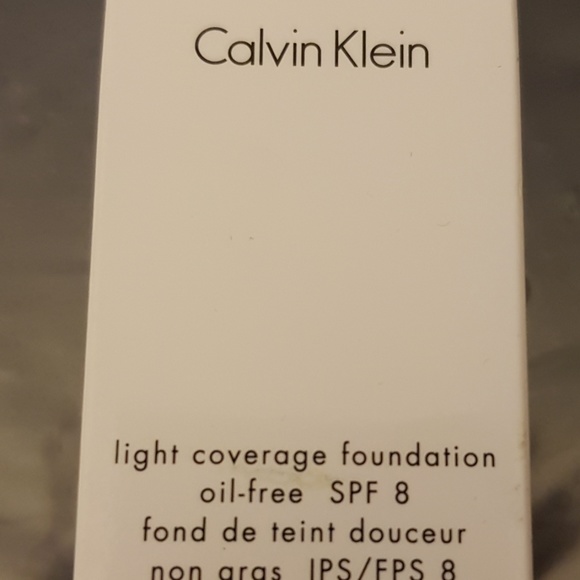 Calvin Klein
light coverage foundation
oil-free SPF 8
fond de teint douceur
non gras IPS/FPS 8